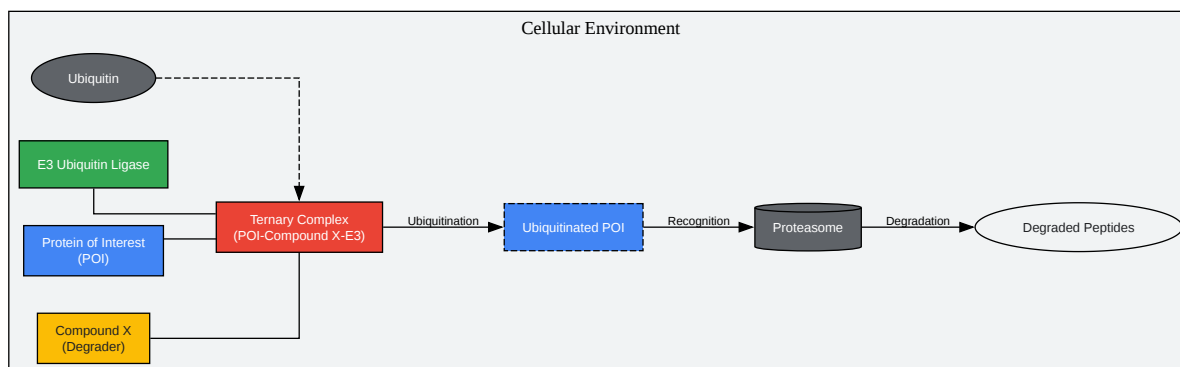 Cellular Environment
Ubiquitin
E3 Ubiquitin Ligase
Protein of Interest
(POI)
Compound X
(Degrader)
Ternary Complex
(POI-Compound X-E3)
Ubiquitination
Ubiquitinated POI
Recognition
Proteasome
Degradation
Degraded Peptides